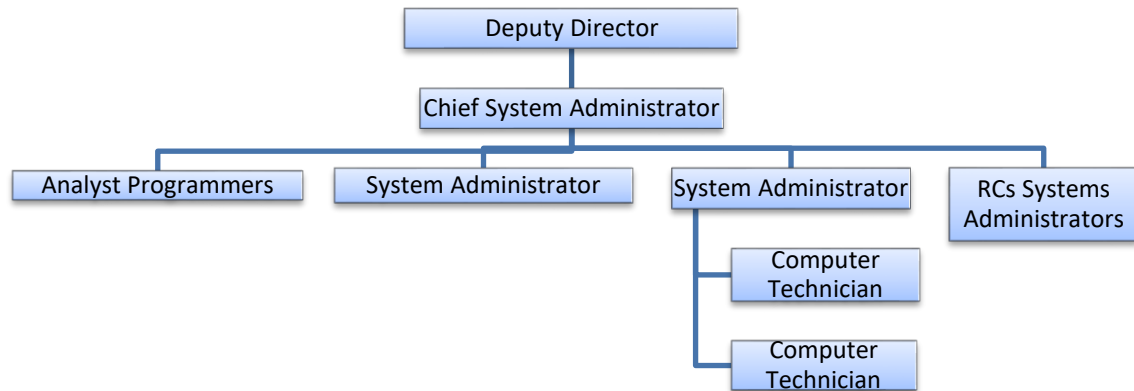 Deputy Director
Chief System Administrator
Analyst Programmers
System Administrator
System Administrator
RCs Systems
Administrators
Computer
Technician
Computer
Technician